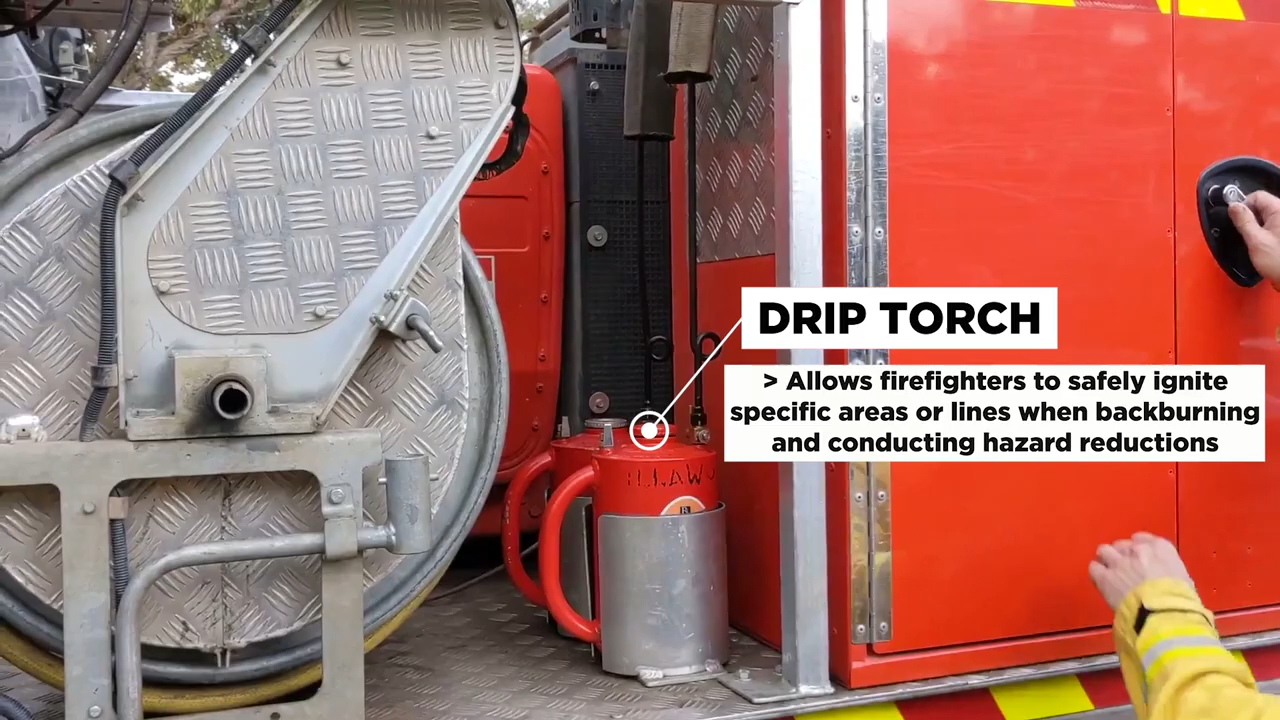 DRIP TORCH
> Allows firefighters to safely ignite
specific areas or lines when backburning
and conducting hazard reductions